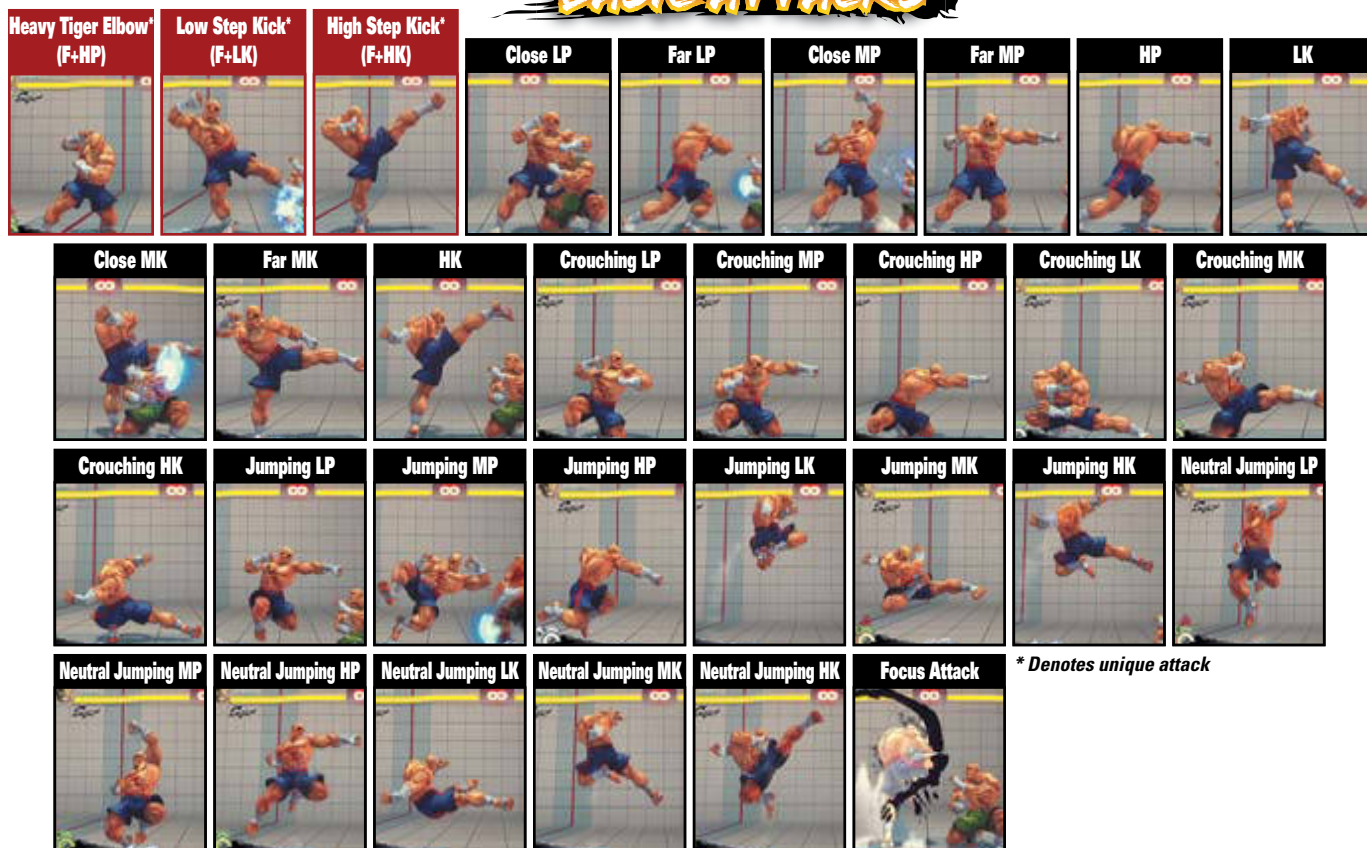 BASIC ATTACKS
Heavy Tiger Elbow*
(F+HP)
Low Step Kick*
(F+LK)
High Step Kick*
(F+HK)
Close LP
Far LP
Close MP
Far MP
HP
LK
Close MK
Far MK
HK
Crouching LP
Crouching MP
Crouching HP
Crouching LK
Crouching MK
Crouching HK
Jumping LP
Jumping MP
Jumping HP
Jumping LK
Jumping MK
Jumping HK
Neutral Jumping LP
Neutral Jumping MP
Neutral Jumping HP
Neutral Jumping LK
Neutral Jumping MK
Neutral Jumping HK
Focus Attack
* Denotes unique attack